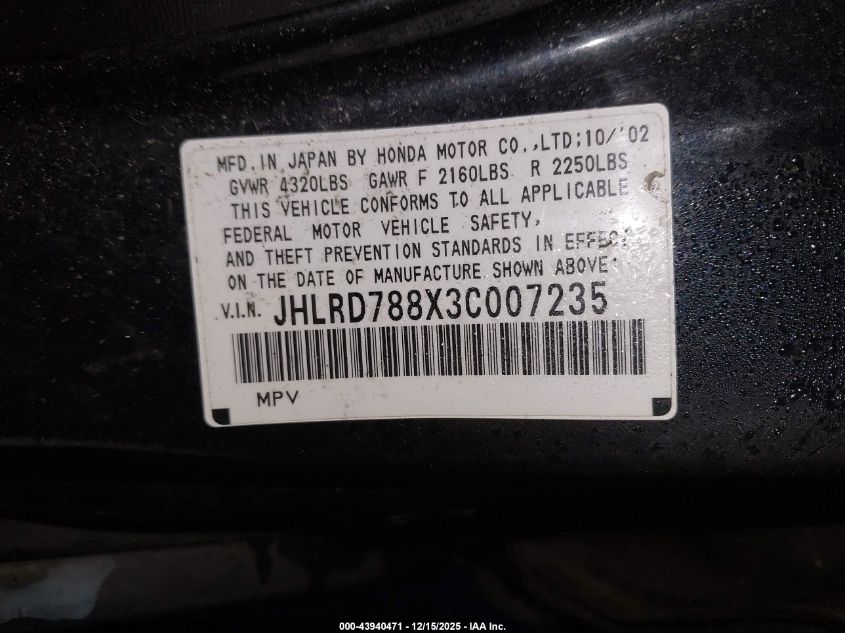 MFD. IN JAPAN BY HONDA MOTOR CO.,LTD;10/'02
GVWR 4320LBS GAWR F 2160LBS R 2250LBS
THIS VEHICLE CONFORMS TO ALL APPLICABLE
FEDERAL MOTOR VEHICLE SAFETY,
AND THEFT PREVENTION STANDARDS IN EFFECT
ON THE DATE OF MANUFACTURE SHOWN ABOVE.
V.I.N. JHLRD788X3C007235
MPV
000-43940471 - 12/15/2025 - IAA Inc.